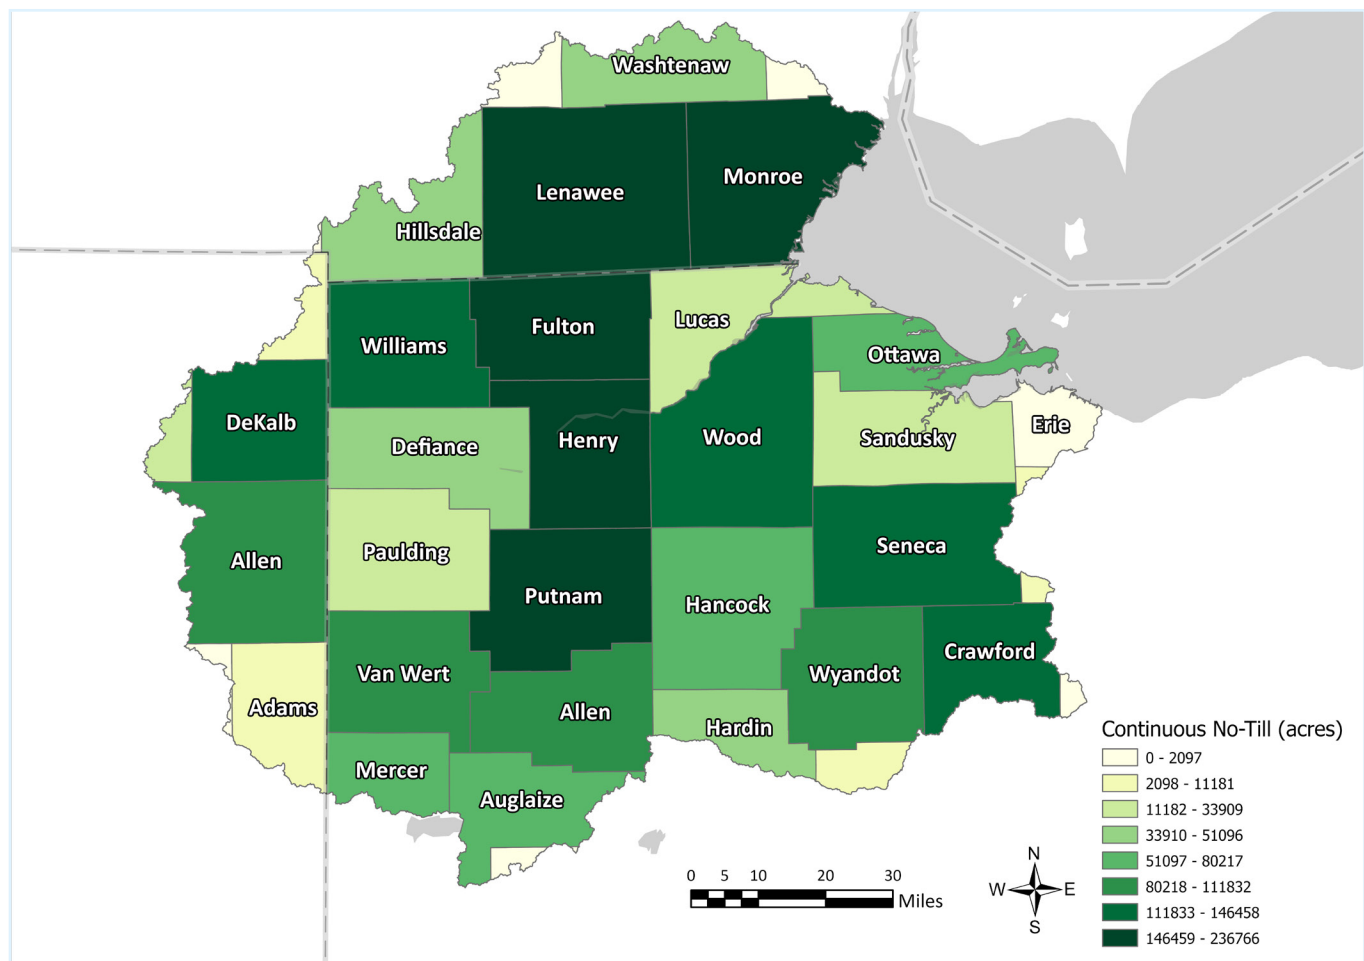 Washtenaw
Monroe
Lenawee
Hillsdale
Lucas
Fulton
Williams
Ottawa
DeKalb
Erie
Wood
Sandusky
Henry
Defiance
Seneca
Paulding
Allen
Putnam
Hancock
Crawford
Van Wert
Wyandot
Adams
Allen
Hardin
Mercer
Auglaize
Continuous No-Till (acres)
0 - 2097
2098 - 11181
11182 - 33909
33910 - 51096
51097 - 80217
80218 - 111832
111833 - 146458
146459 - 236766
0 5 10 20 30
Miles
N
W E
S